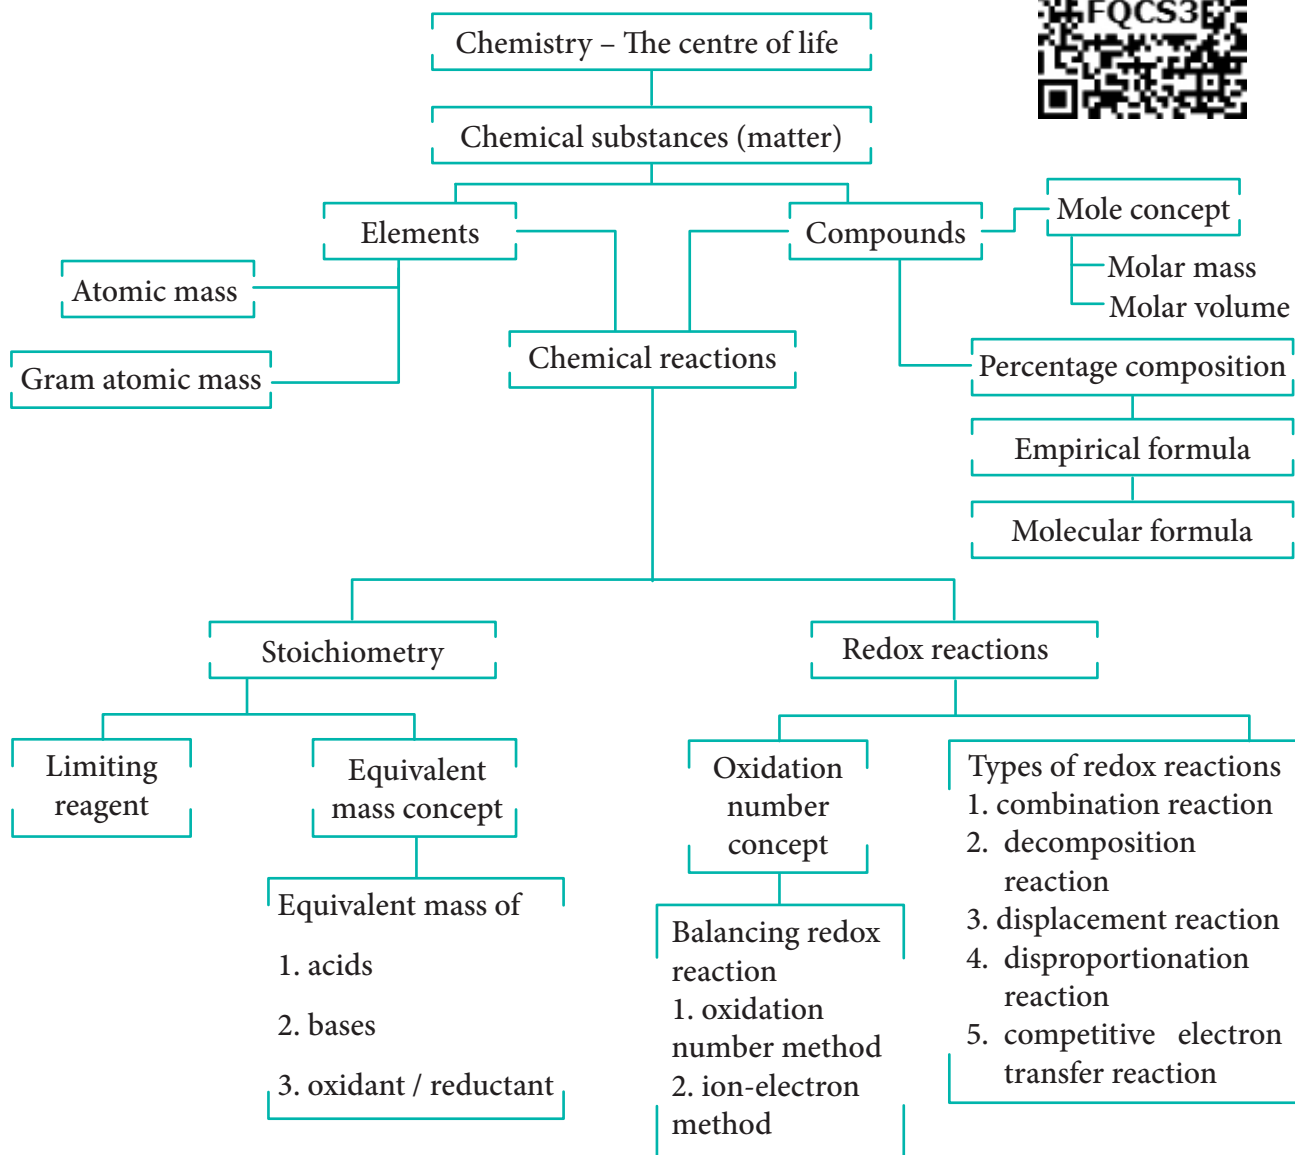 FQCS3E
Chemistry – The centre of life
Chemical substances (matter)
Elements
Compounds
Mole concept
Molar mass
Molar volume
Atomic mass
Gram atomic mass
Chemical reactions
Percentage composition
Empirical formula
Molecular formula
Stoichiometry
Redox reactions
Limiting
reagent
Equivalent
mass concept
Equivalent mass of
1. acids
2. bases
3. oxidant / reductant
Oxidation
number
concept
Balancing redox
reaction
1. oxidation
number method
2. ion-electron
method
Types of redox reactions
1. combination reaction
2. decomposition
reaction
3. displacement reaction
4. disproportionation
reaction
5. competitive electron
transfer reaction